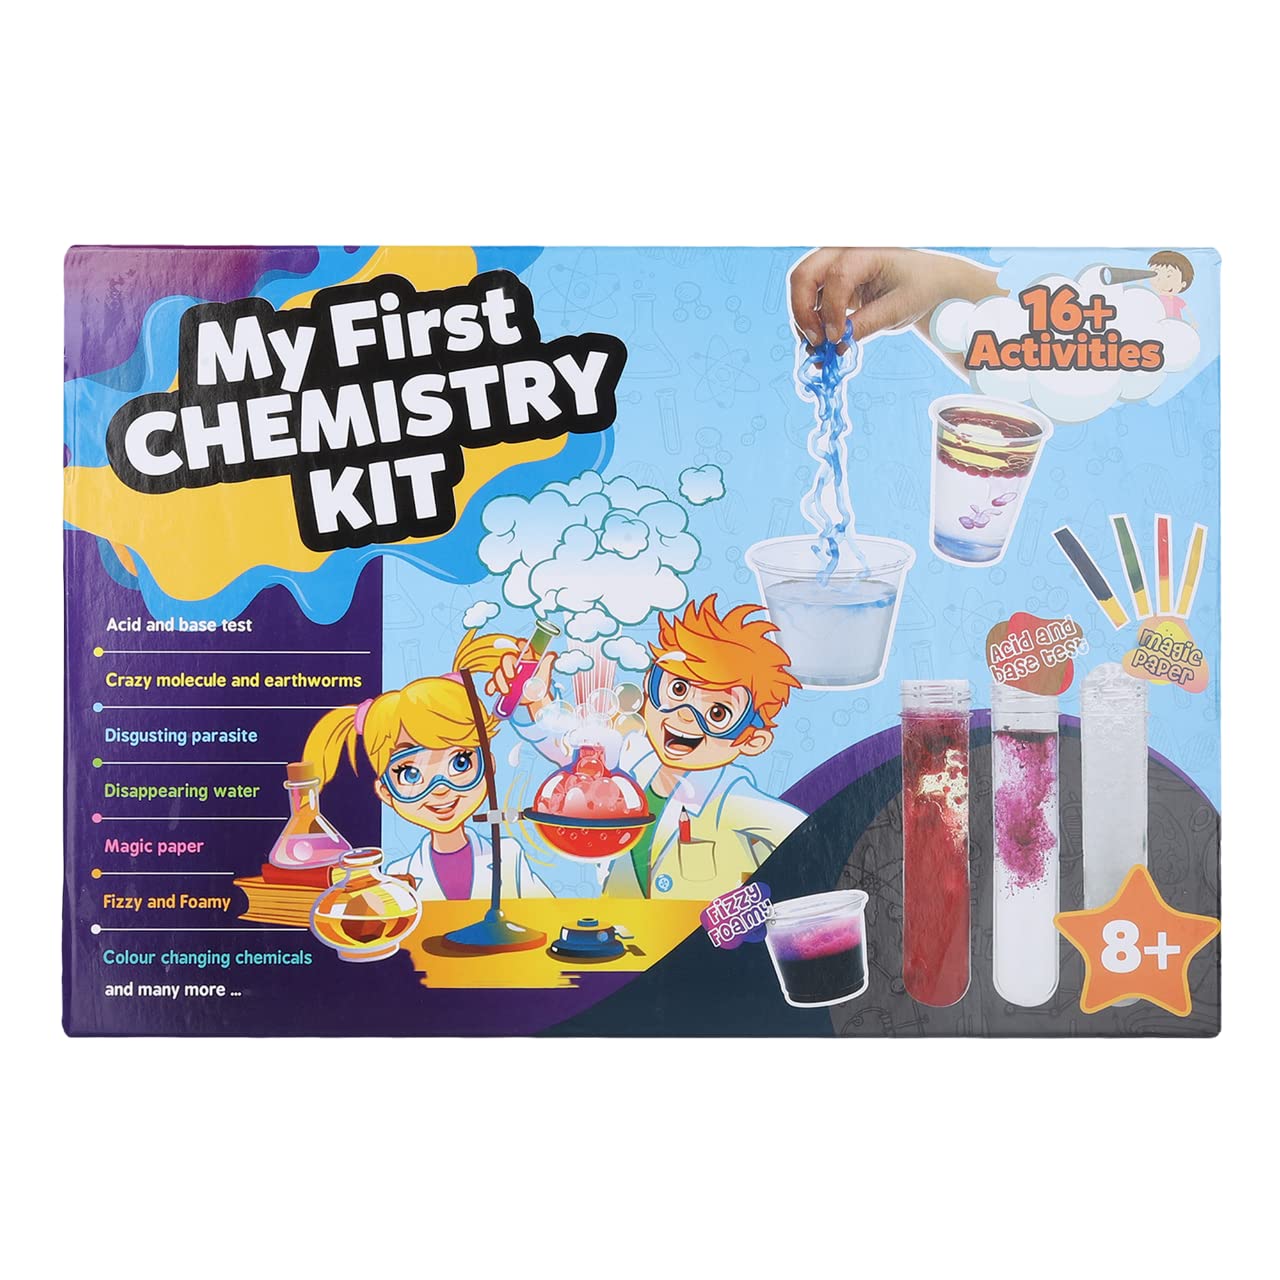 My First
CHEMISTRY
KIT
16+
Activities
Acid and base test
Crazy molecule and earthworms
Disgusting parasite
Disappearing water
Magic paper
Fizzy and Foamy
Colour changing chemicals
and many more ...
Acid and
base test
magic
paper
Fizzy
Foamy
8+